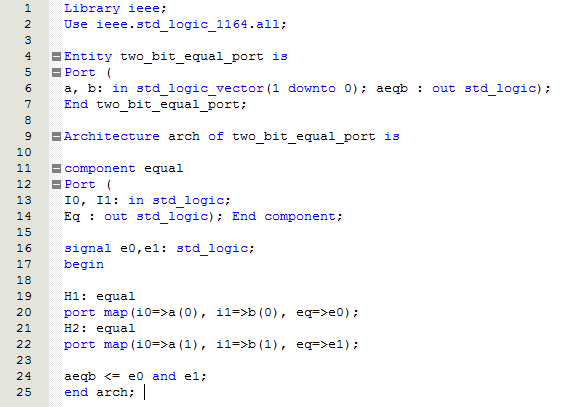 1 Library ieee;
2 Use ieee.std_logic_1164.all;
3
4 Entity two_bit_equal_port is
5 Port (
6 a, b: in std_logic_vector(1 downto 0); aeqb : out std_logic);
7 End two_bit_equal_port;
8
9 Architecture arch of two_bit_equal_port is
10
11 component equal
12 Port (
13 I0, I1: in std_logic;
14 Eq : out std_logic); End component;
15
16 signal e0,e1: std_logic;
17 begin
18
19 H1: equal
20 port map(i0=>a(0), i1=>b(0), eq=>e0);
21 H2: equal
22 port map(i0=>a(1), i1=>b(1), eq=>e1);
23
24 aeqb <= e0 and e1;
25 end arch;